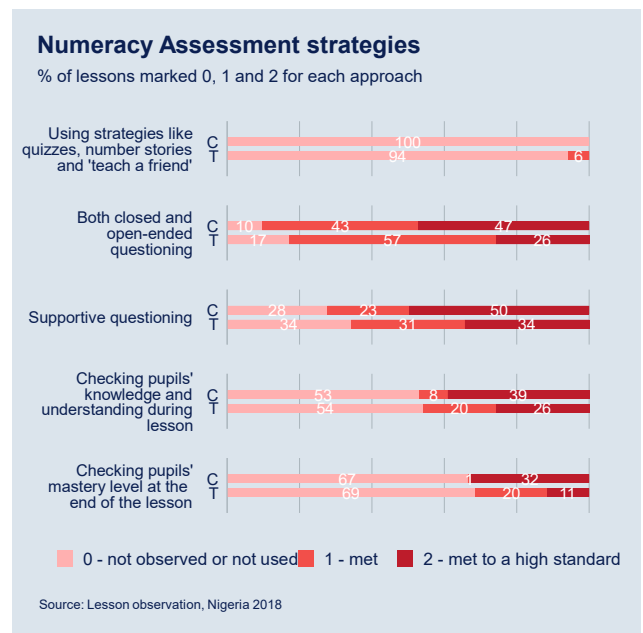 Numeracy Assessment strategies
% of lessons marked 0, 1 and 2 for each approach
Using strategies like
quizzes, number stories
and 'teach a friend'
C 100
T 94 6
Both closed and
open-ended
questioning
C 10 43 47
T 17 57 26
Supportive questioning
C 28 23 50
T 34 31 34
Checking pupils'
knowledge and
understanding during
lesson
C 53 8 39
T 54 20 26
Checking pupils'
mastery level at the
end of the lesson
C 67 1 32
T 69 20 11
0 - not observed or not used 1 - met 2 - met to a high standard
Source: Lesson observation, Nigeria 2018